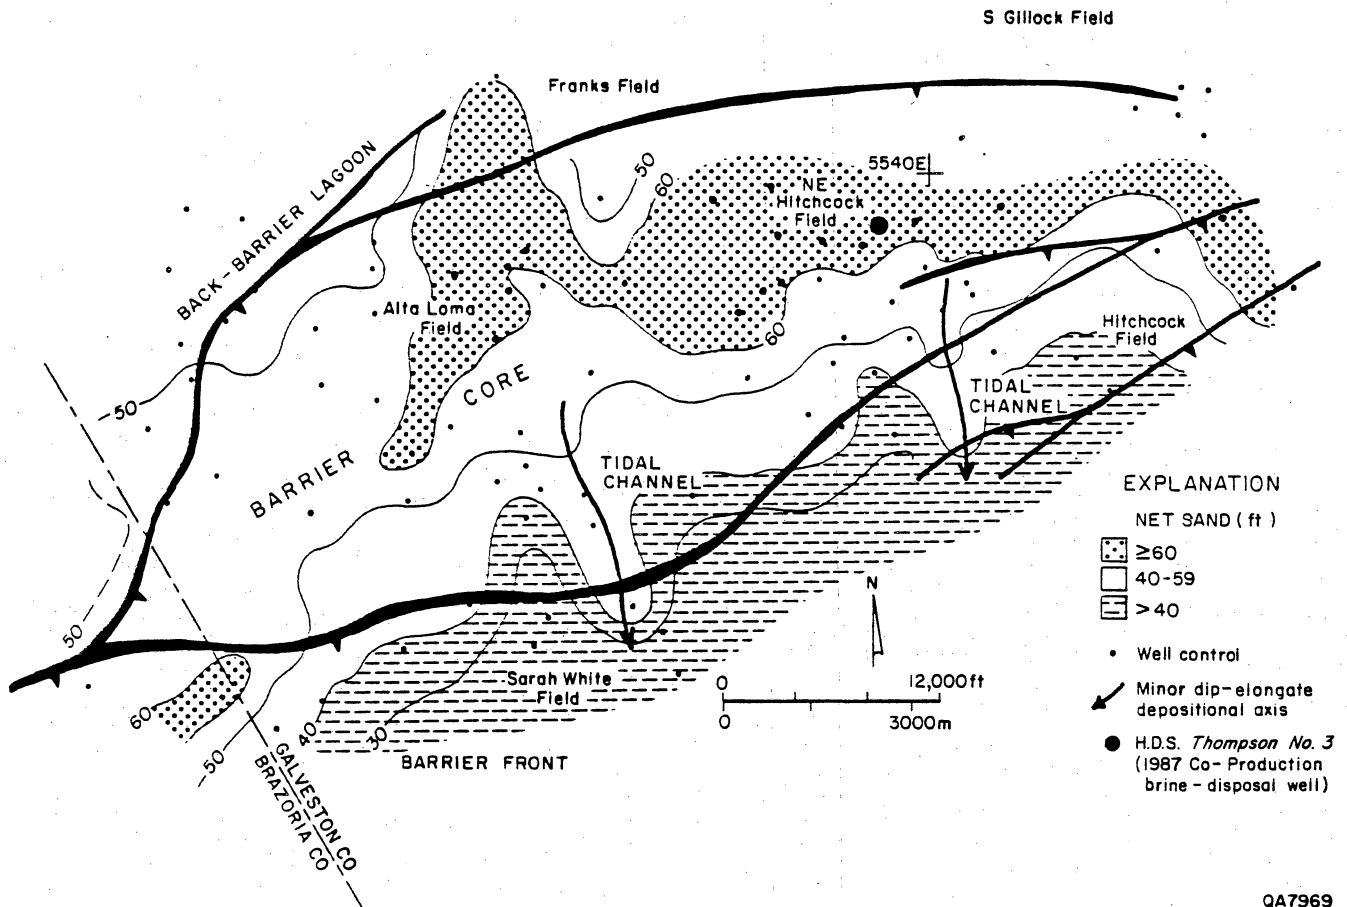 S Gillock Field
Franks Field
BACK-BARRIER LAGOON
50
60
5540E
NE
Hitchcock
Field
Alta Loma
Field
60
Hitchcock
Field
CORE
50
TIDAL
CHANNEL
BARRIER
TIDAL
CHANNEL
EXPLANATION
NET SAND (ft)
≥60
40-59
>40
N
50
Well control
Sarah White
Field
0 12,000ft
0 3000m
Minor dip-elongate
depositional axis
60
40
30
50
H.D.S. Thompson No. 3
(1987 Co-Production
brine-disposal well)
BARRIER FRONT
GALVESTON CO
BRAZORIA CO
QA7969